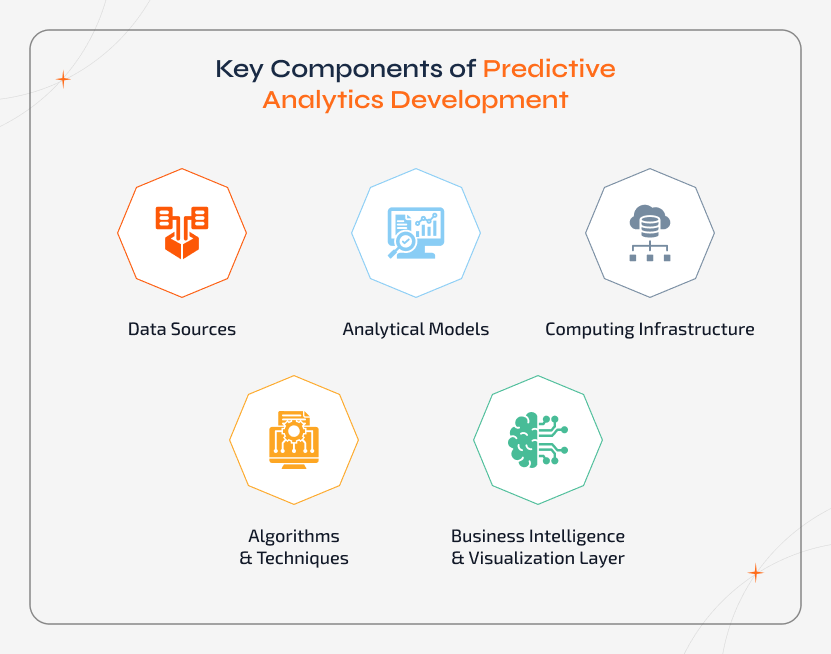 Key Components of Predictive
Analytics Development
Data Sources
Analytical Models
Computing Infrastructure
Algorithms
& Techniques
Business Intelligence
& Visualization Layer